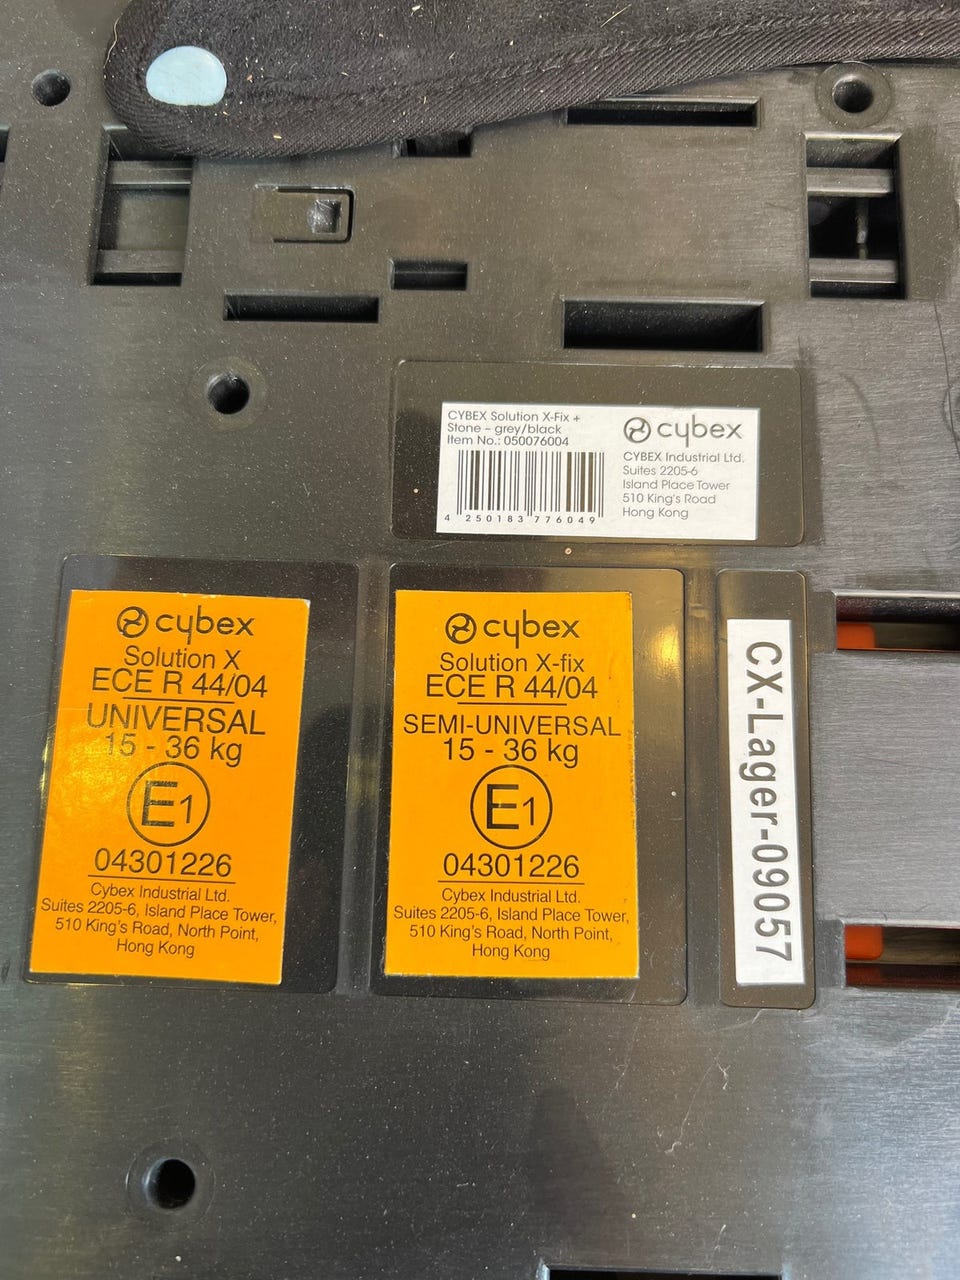 CYBEX Solution X-Fix +
Stone - grey/black
Item No.: 050076004
4 250183 776049
cybex
CYBEX Industrial Ltd.
Suites 2205-6
Island Place Tower
510 King's Road
Hong Kong
cybex
Solution X
ECE R 44/04
UNIVERSAL
15 - 36 kg
E1
04301226
Cybex Industrial Ltd.
Suites 2205-6, Island Place Tower,
510 King's Road, North Point,
Hong Kong
cybex
Solution X-fix
ECE R 44/04
SEMI-UNIVERSAL
15 - 36 kg
E1
04301226
Cybex Industrial Ltd.
Suites 2205-6, Island Place Tower,
510 King's Road, North Point,
Hong Kong
CX-Lager-09057